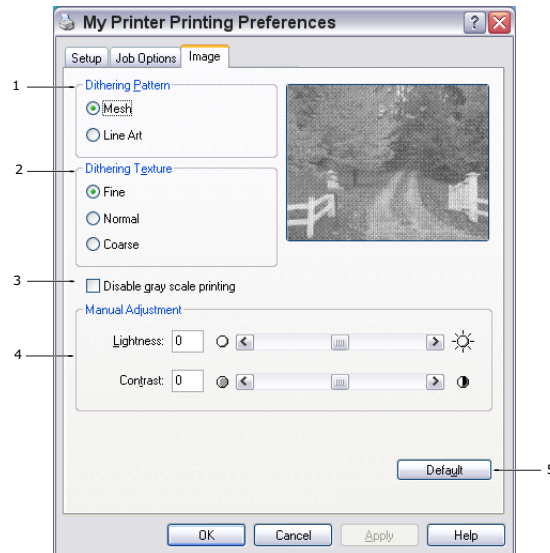 My Printer Printing Preferences
Setup Job Options Image
1
Dithering Pattern
Mesh
Line Art
2
Dithering Texture
Fine
Normal
Coarse
3
Disable gray scale printing
Manual Adjustment
Lightness: 0
4
Contrast: 0
Default
5
OK Cancel Apply Help